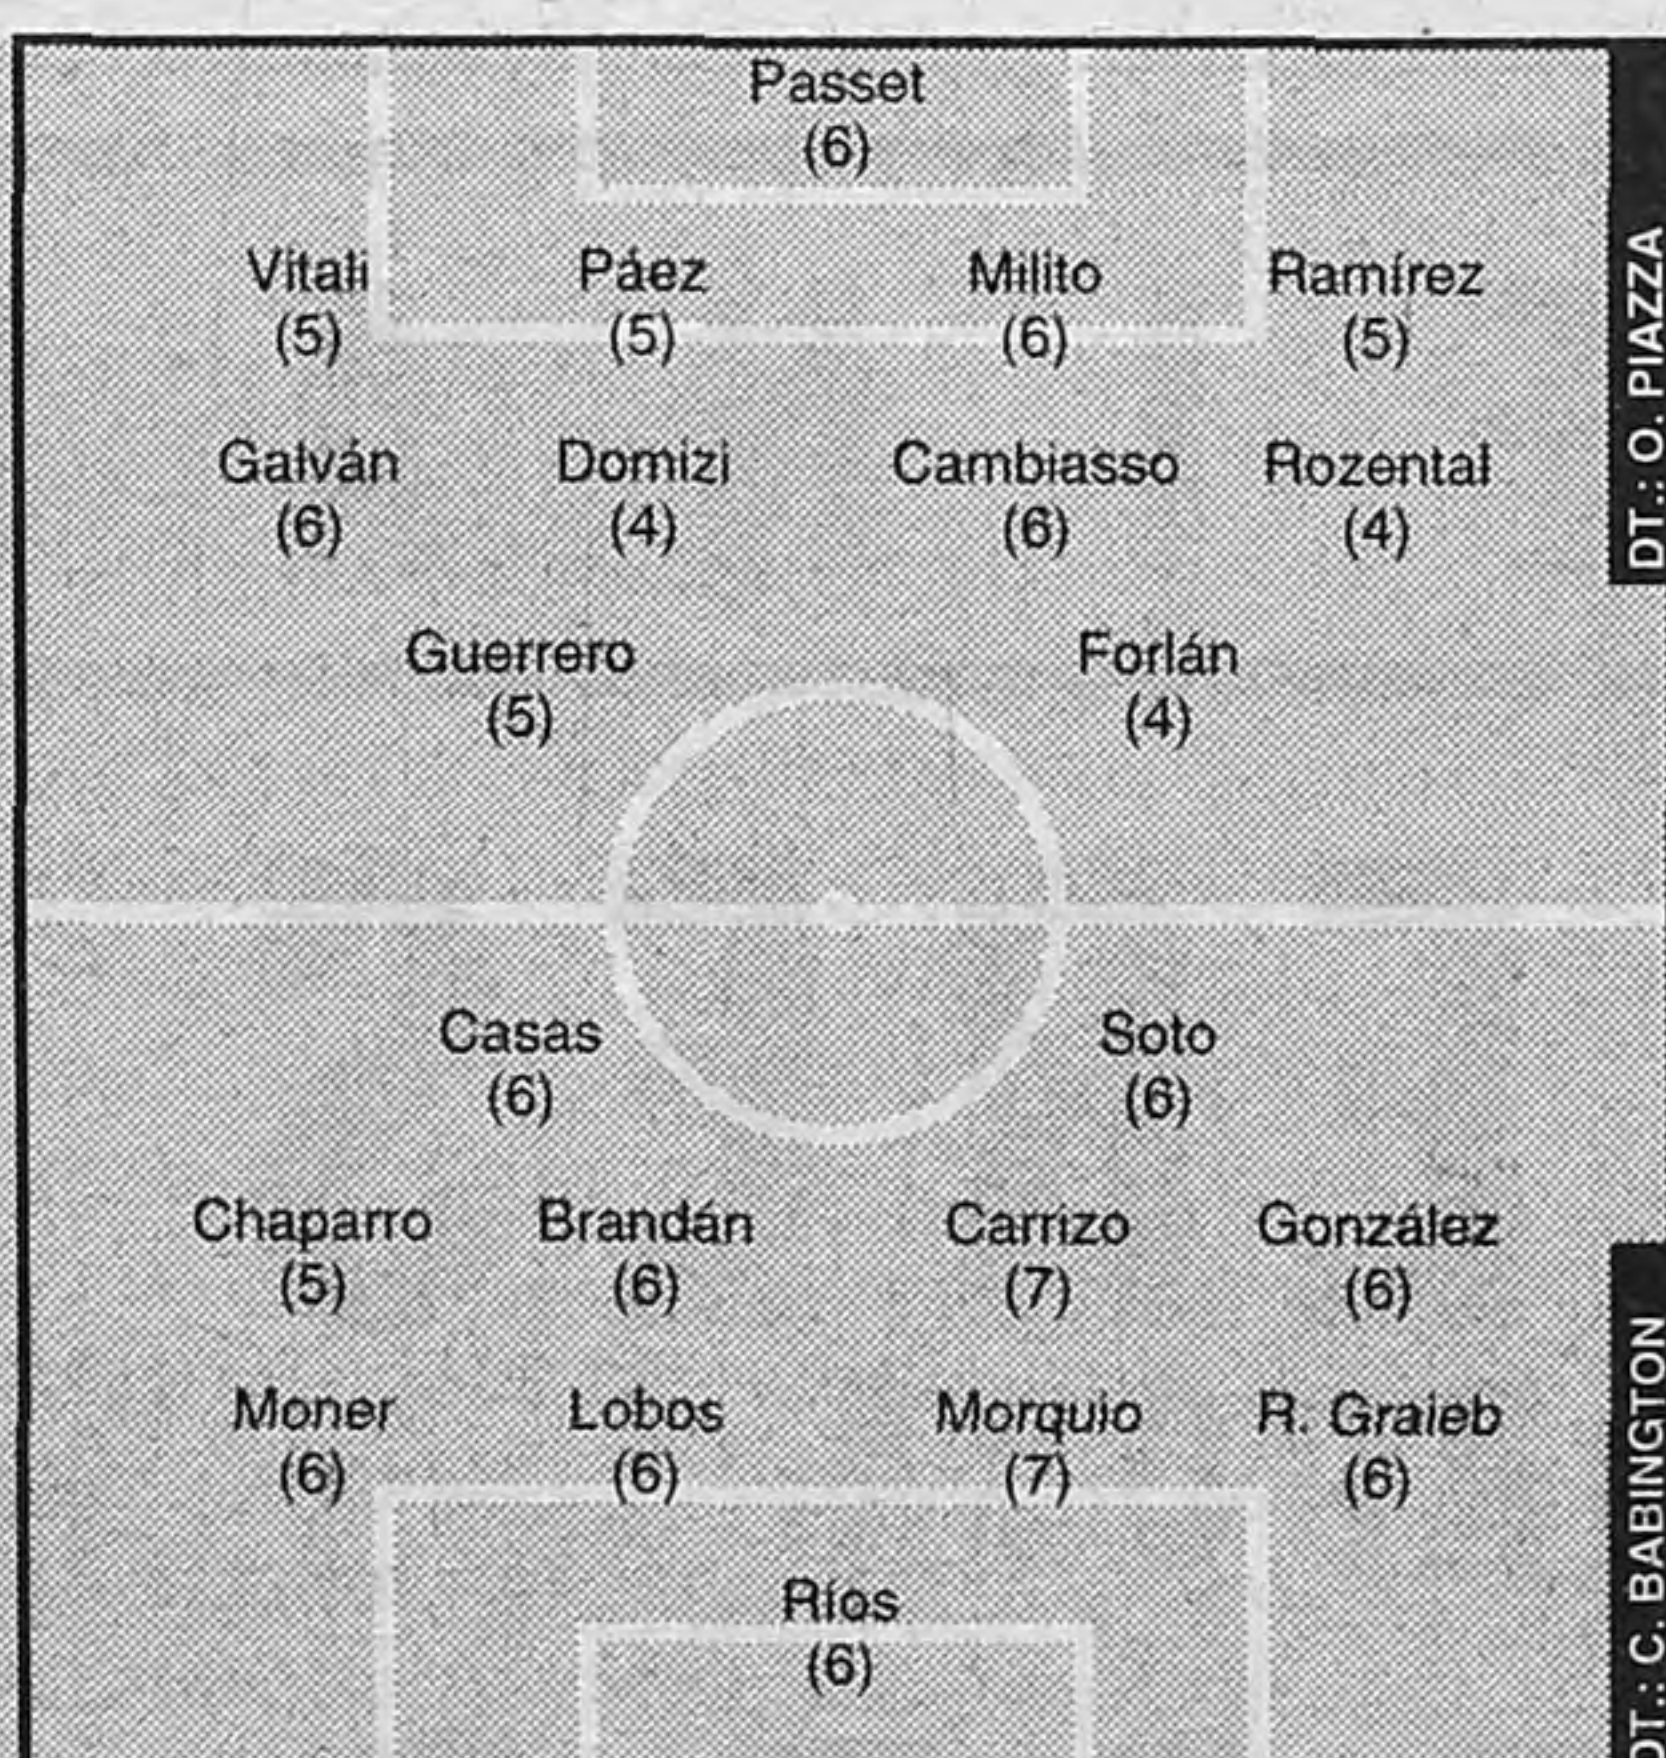 Passet
(6)
Vitali Páez Milito Ramírez
(5) (5) (6) (5)
Galván Domizi Cambiasso Rozental
(6) (4) (6) (4)
Guerrero Forlán
(5) (4)
DT.: O. PIAZZA
Casas Soto
(6) (6)
Chaparro Brandán Carrizo González
(5) (6) (7) (6)
Moner Lobos Morquio R. Graieb
(6) (6) (7) (6)
Ríos
(6)
DT.: C. BABINGTON